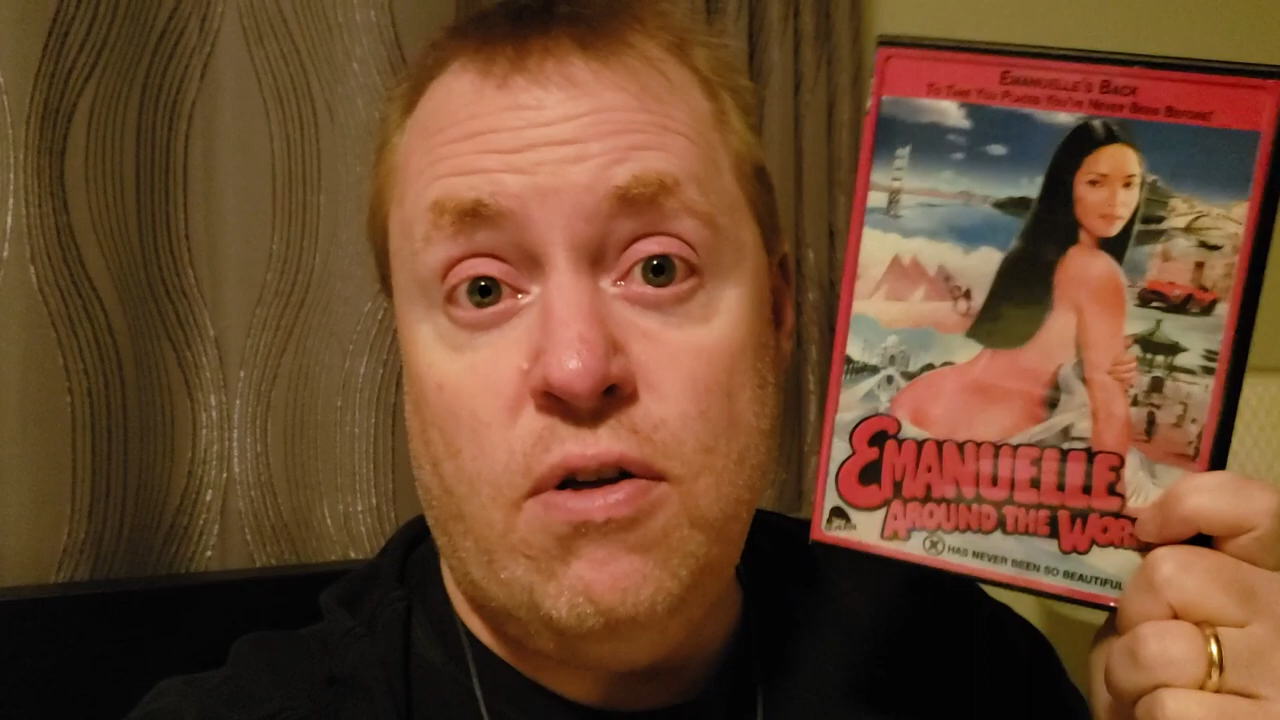 EMANUELLE'S BACK
TO TAKE YOU PLACES YOU'VE NEVER BEEN BEFORE!
EMANUELLE
AROUND THE WOR
X HAS NEVER BEEN SO BEAUTIFUL